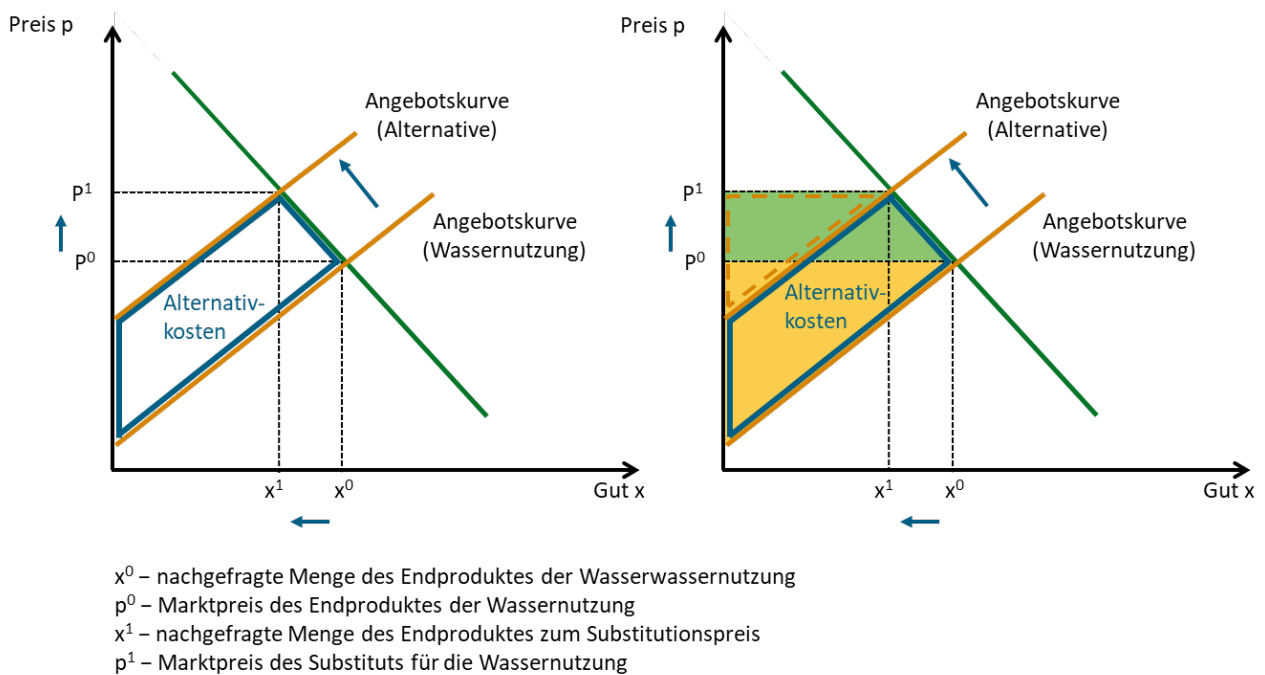 Preis p
Angebotskurve
(Alternative)
P¹
Angebotskurve
(Wassernutzung)
P⁰
Alternativ-
kosten
x¹
x⁰
Gut x
Preis p
Angebotskurve
(Alternative)
P¹
Angebotskurve
(Wassernutzung)
P⁰
Alternativ-
kosten
x¹
x⁰
Gut x
x⁰ – nachgefragte Menge des Endproduktes der Wasserwassernutzung
p⁰ – Marktpreis des Endproduktes der Wassernutzung
x¹ – nachgefragte Menge des Endproduktes zum Substitutionspreis
p¹ – Marktpreis des Substituts für die Wassernutzung